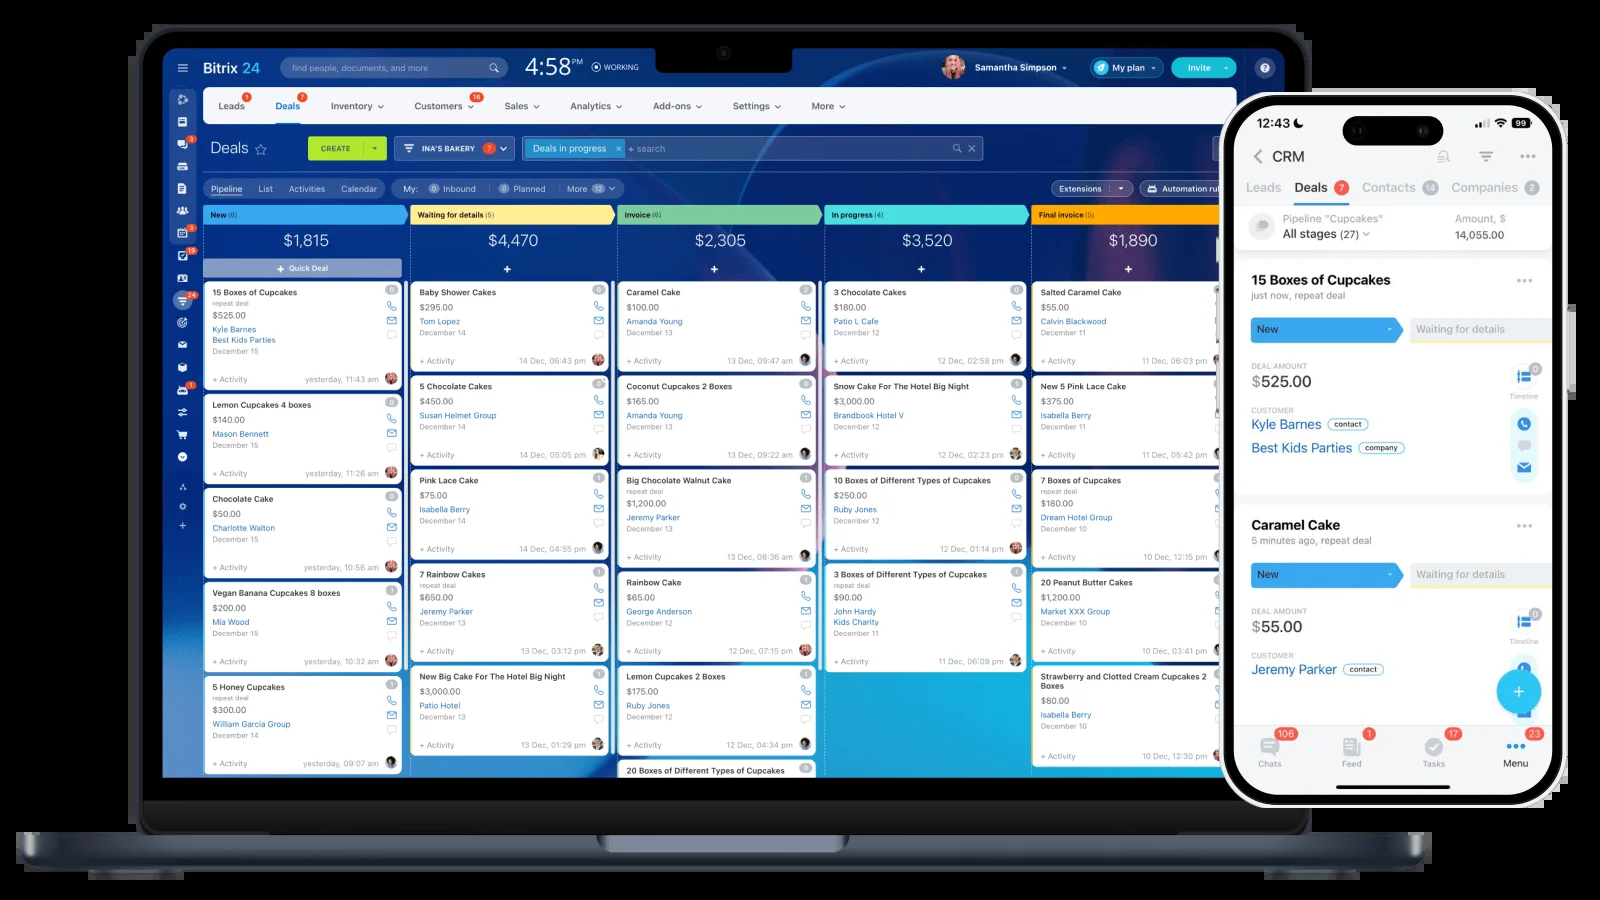 Bitrix 24
find people, documents, and more
4:58 PM
WORKING
Samantha Simpson
My plan
Invite
?
Leads 1
Deals 7
Inventory
Customers 16
Sales
Analytics
Add-ons
Settings
More
Deals
CREATE
INA'S BAKERY 7
Deals in progress ×
+ search
Pipeline
List
Activities
Calendar
My:
0 Inbound
0 Planned
More 12
Extensions
Automation rul
3
3
19
24
1
New (6)
$1,815
+ Quick Deal
15 Boxes of Cupcakes
repeat deal
$525.00
Kyle Barnes
Best Kids Parties
December 15
+ Activity
yesterday, 11:43 am
Lemon Cupcakes 4 boxes
$140.00
Mason Bennett
December 15
+ Activity
yesterday, 11:26 am
Chocolate Cake
$50.00
Charlotte Walton
December 15
+ Activity
yesterday, 10:56 am
Vegan Banana Cupcakes 8 boxes
$200.00
Mia Wood
December 15
+ Activity
yesterday, 10:32 am
5 Honey Cupcakes
repeat deal
$300.00
William Garcia Group
December 14
+ Activity
yesterday, 09:07 am
Waiting for details (5)
$4,470
+
Baby Shower Cakes
$295.00
Tom Lopez
December 14
+ Activity
14 Dec, 06:43 pm
5 Chocolate Cakes
$450.00
Susan Helmet Group
December 14
+ Activity
14 Dec, 05:05 pm
Pink Lace Cake
$75.00
Isabella Berry
December 14
+ Activity
14 Dec, 04:55 pm
7 Rainbow Cakes
repeat deal
$650.00
Jeremy Parker
December 13
+ Activity
13 Dec, 03:12 pm
New Big Cake For The Hotel Big Night
$3,000.00
Patio Hotel
December 13
+ Activity
13 Dec, 01:29 pm
Invoice (6)
$2,305
+
Caramel Cake
$100.00
Amanda Young
December 13
+ Activity
13 Dec, 09:47 am
Coconut Cupcakes 2 Boxes
$165.00
Amanda Young
December 13
+ Activity
13 Dec, 09:22 am
Big Chocolate Walnut Cake
repeat deal
$1,200.00
Jeremy Parker
December 13
+ Activity
13 Dec, 08:36 am
Rainbow Cake
$65.00
George Anderson
December 12
+ Activity
12 Dec, 07:15 pm
Lemon Cupcakes 2 Boxes
$175.00
Ruby Jones
December 12
+ Activity
12 Dec, 04:34 pm
20 Boxes of Different Types of Cupcakes
In progress (4)
$3,520
+
3 Chocolate Cakes
$180.00
Patio L Cafe
December 12
+ Activity
12 Dec, 02:58 pm
Snow Cake For The Hotel Big Night
$3,000.00
Brandbook Hotel V
December 12
+ Activity
12 Dec, 02:23 pm
10 Boxes of Different Types of Cupcakes
$250.00
Ruby Jones
December 12
+ Activity
12 Dec, 01:14 pm
3 Boxes of Different Types of Cupcakes
repeat deal
$90.00
John Hardy
Kids Charity
December 11
+ Activity
11 Dec, 06:09 pm
Final invoice (5)
$1,890
+
Salted Caramel Cake
$55.00
Calvin Blackwood
December 11
+ Activity
11 Dec, 06:03 pm
New 5 Pink Lace Cake
$375.00
Isabella Berry
December 11
+ Activity
11 Dec, 05:42 pm
7 Boxes of Cupcakes
repeat deal
$180.00
Dream Hotel Group
December 10
+ Activity
10 Dec, 12:15 pm
20 Peanut Butter Cakes
$1,200.00
Market XXX Group
December 10
+ Activity
10 Dec, 03:41 pm
Strawberry and Clotted Cream Cupcakes 2
Boxes
$80.00
Isabella Berry
December 10
+ Activity
10 Dec, 12:30 pm
12:43
99
CRM
Leads
Deals 7
Contacts 14
Companies 2
Pipeline "Cupcakes"
All stages (27)
Amount, $
14,055.00
15 Boxes of Cupcakes
just now, repeat deal
New
Waiting for details
DEAL AMOUNT
$525.00
0
Timeline
CUSTOMER
Kyle Barnes contact
Best Kids Parties company
Caramel Cake
5 minutes ago, repeat deal
New
Waiting for details
DEAL AMOUNT
$55.00
0
Timeline
CUSTOMER
Jeremy Parker contact
+
106
Chats
1
Feed
17
Tasks
23
Menu